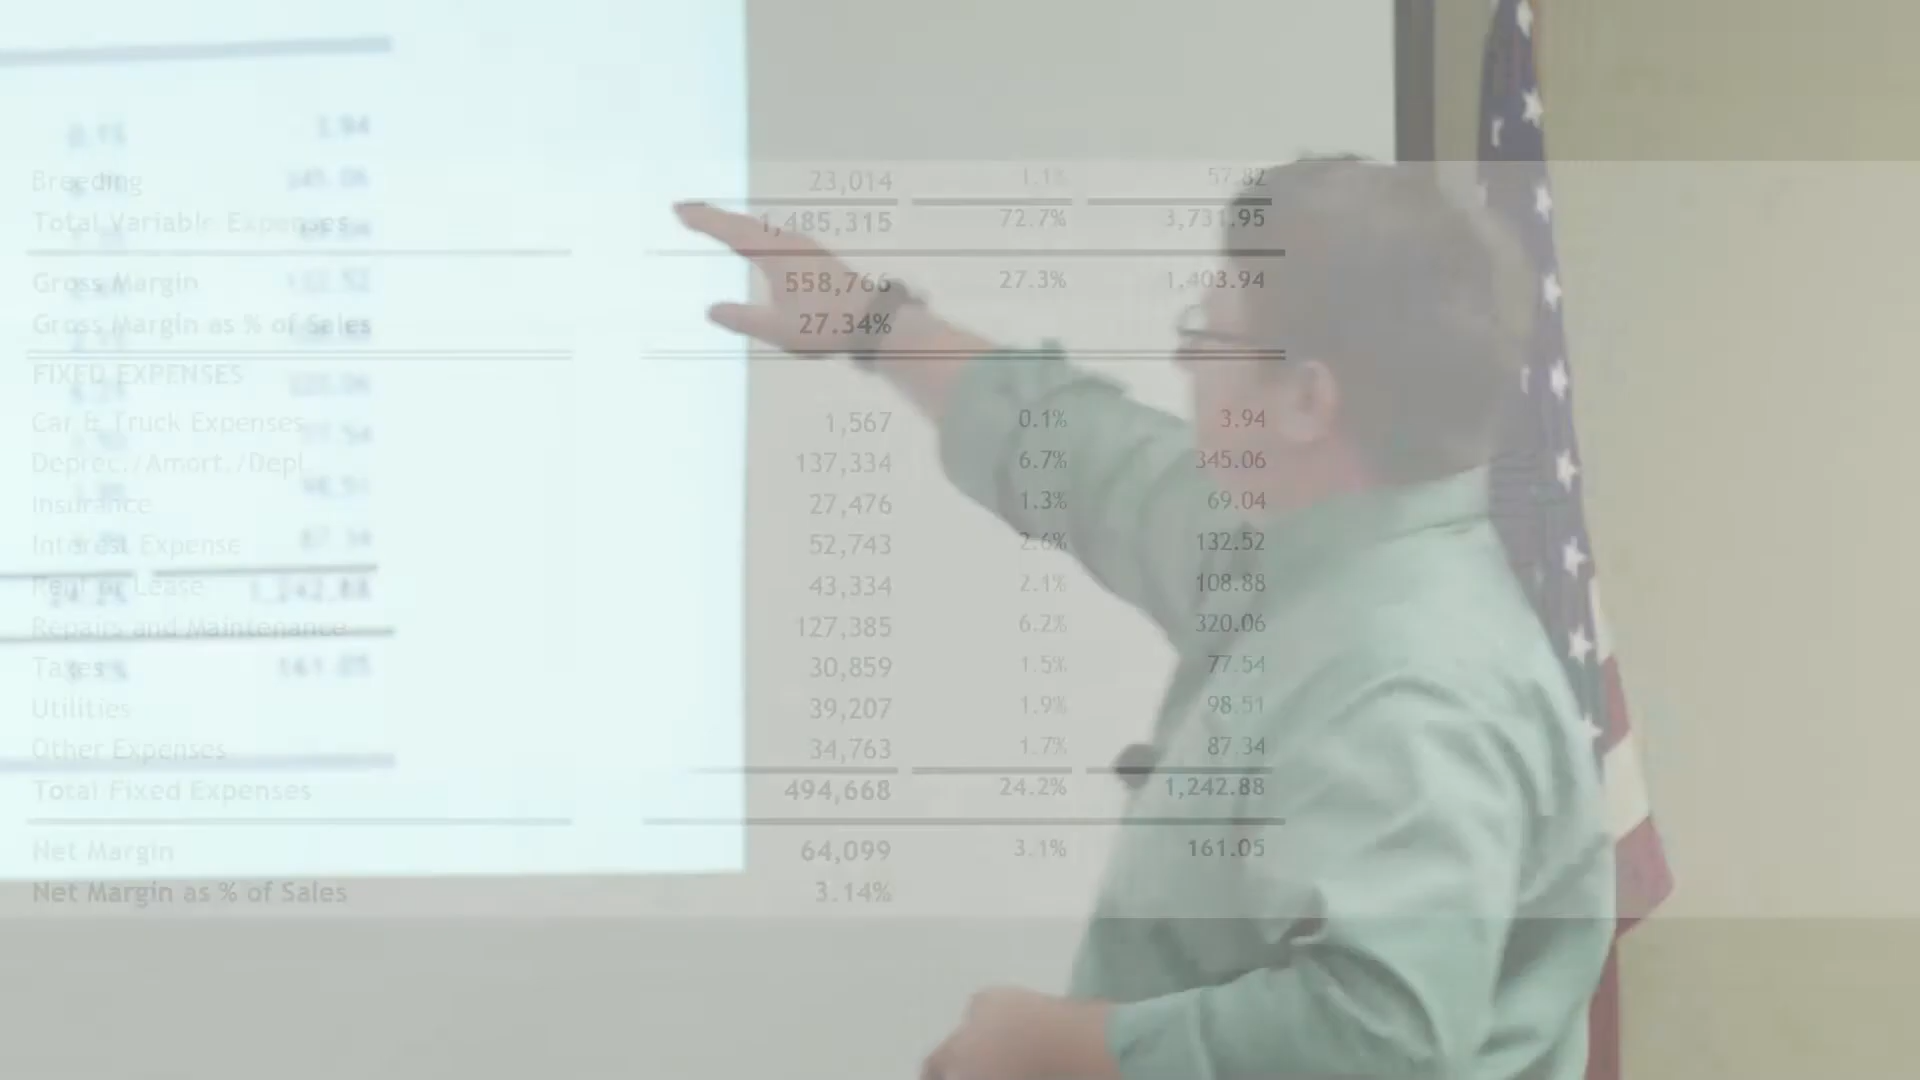 Breeding 23,014 1.1% 57.82
Total Variable Expenses 1,485,315 72.7% 3,731.95
Gross Margin 558,766 27.3% 1,403.94
Gross Margin as % of Sales 27.34%
FIXED EXPENSES
Car & Truck Expenses 1,567 0.1% 3.94
Deprec./Amort./Depl. 137,334 6.7% 345.06
Insurance 27,476 1.3% 69.04
Interest Expense 52,743 2.6% 132.52
Rent or Lease 43,334 2.1% 108.88
Repairs and Maintenance 127,385 6.2% 320.06
Taxes 30,859 1.5% 77.54
Utilities 39,207 1.9% 98.51
Other Expenses 34,763 1.7% 87.34
Total Fixed Expenses 494,668 24.2% 1,242.88
Net Margin 64,099 3.1% 161.05
Net Margin as % of Sales 3.14%